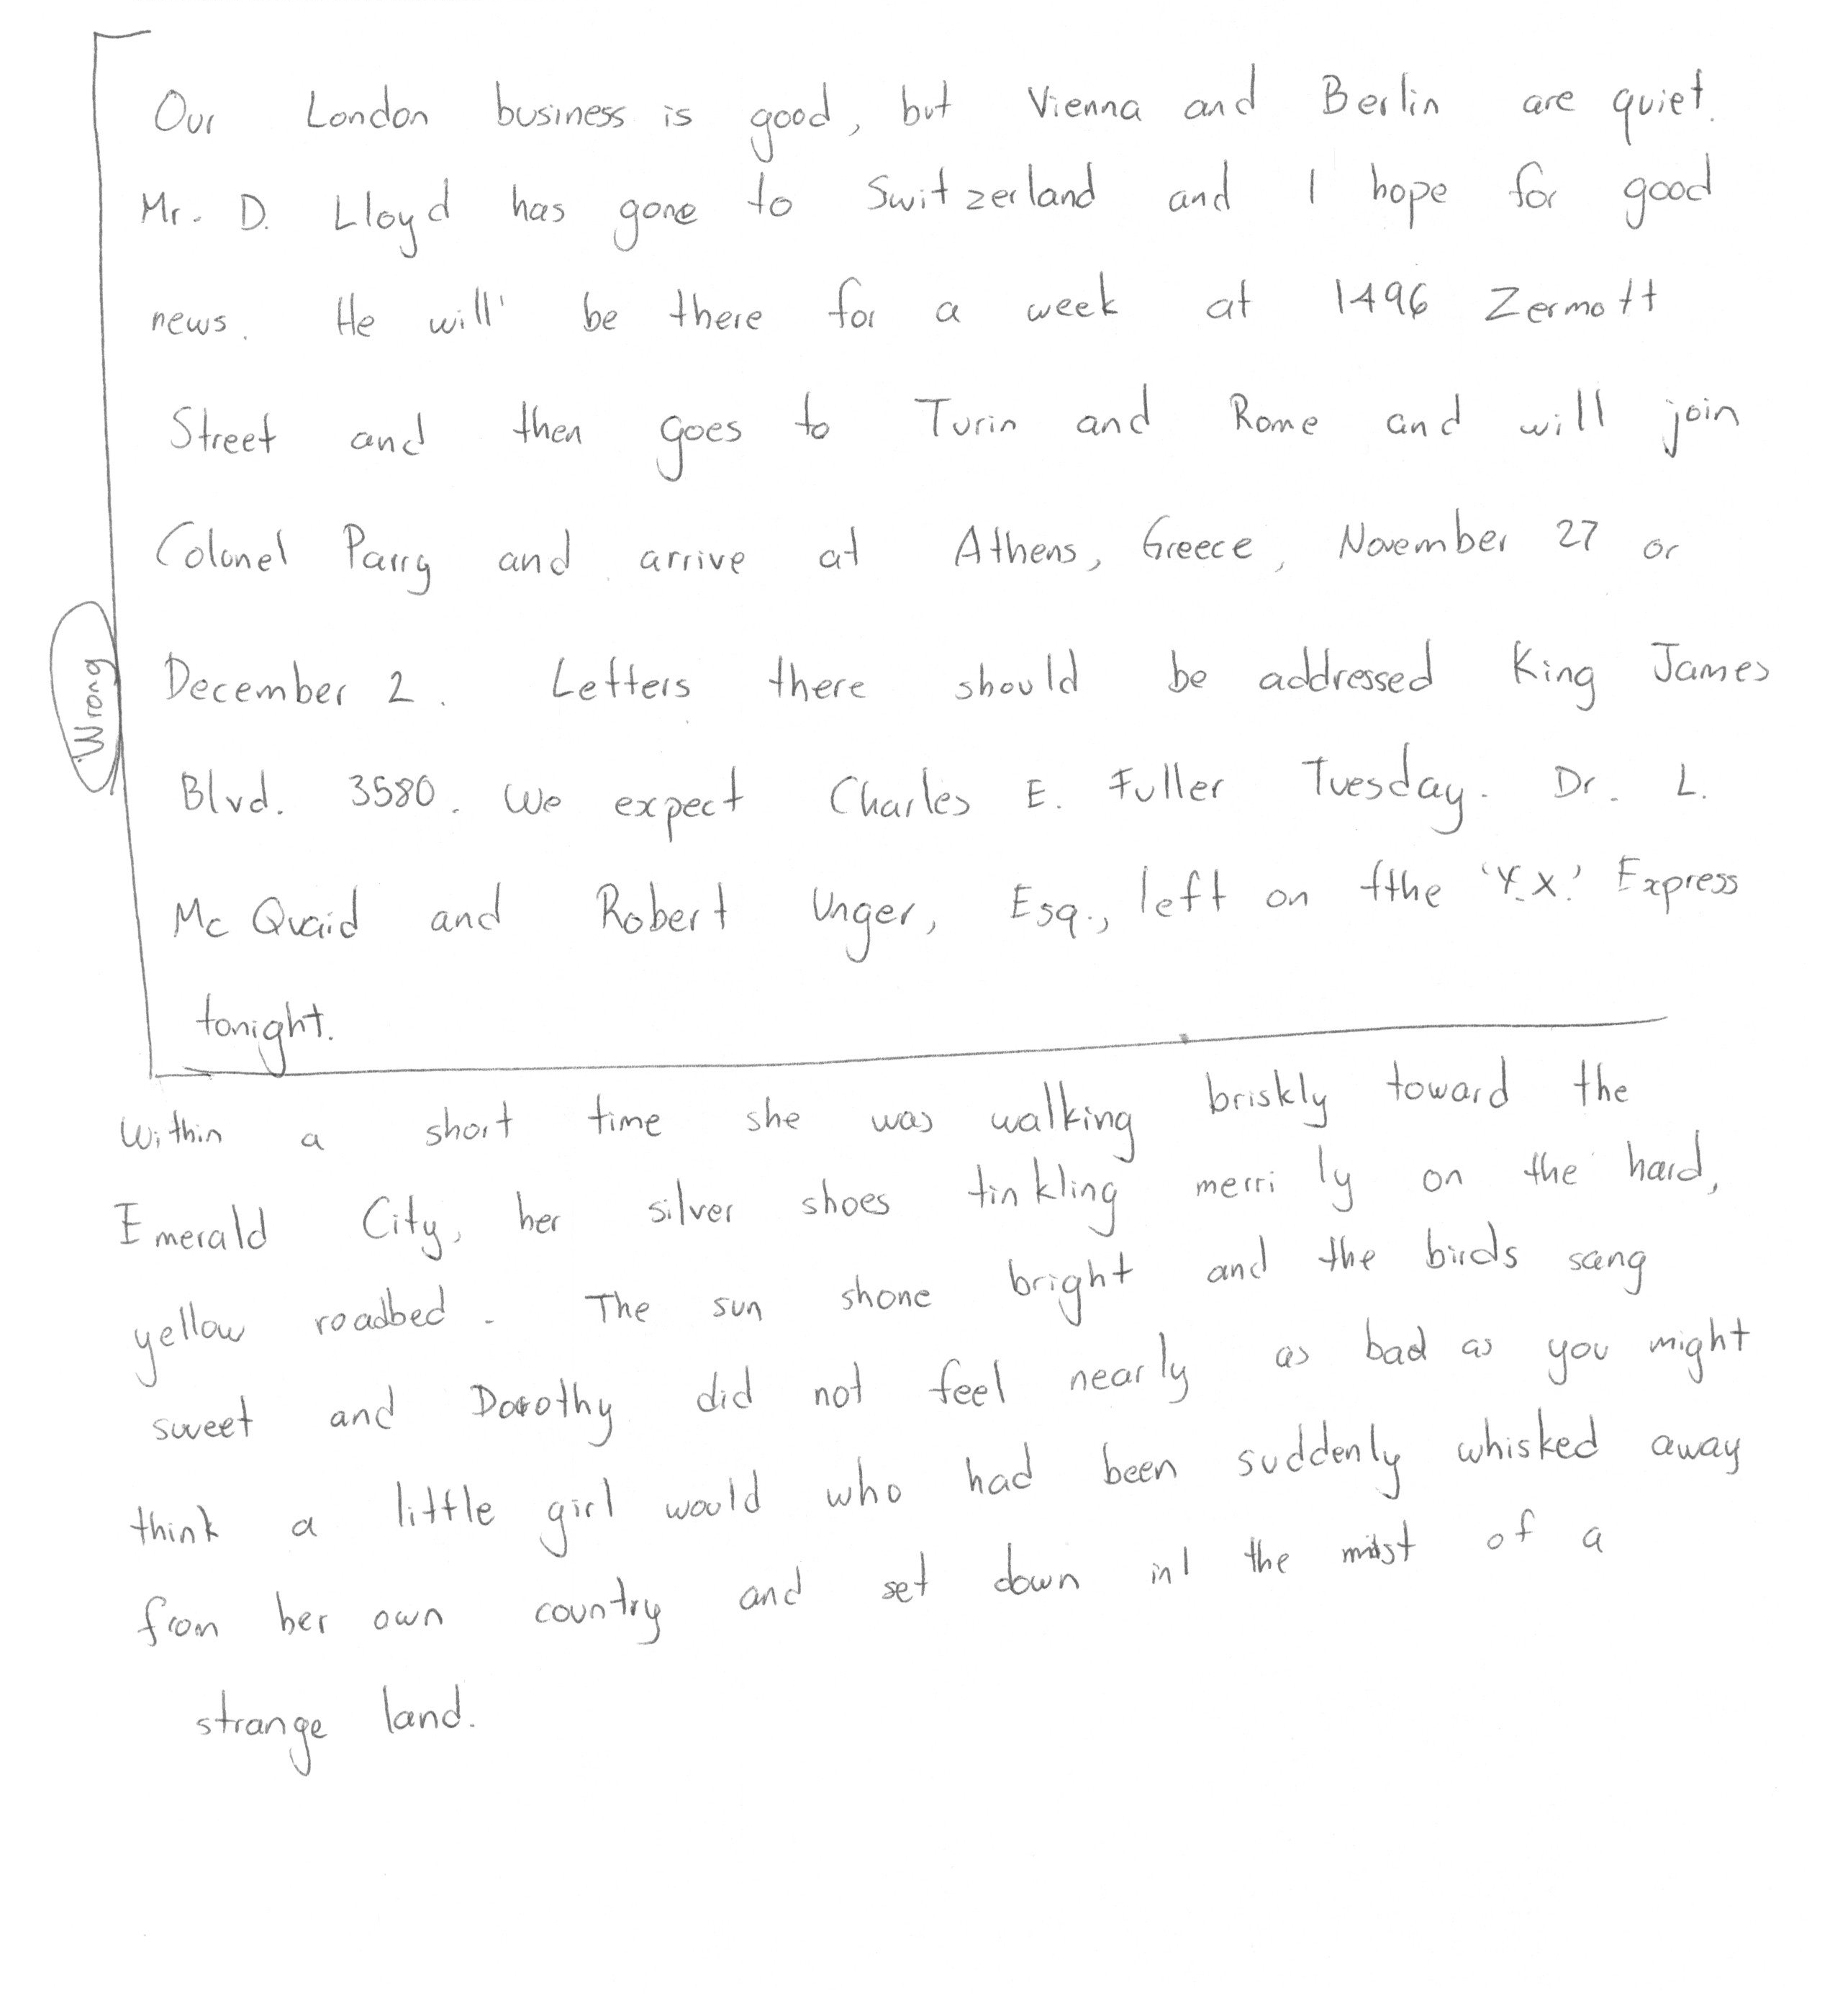 Our London business is good, but Vienna and Berlin are quiet.
Mr. D. Lloyd has gone to Switzerland and I hope for good
news. He will be there for a week at 1496 Zermott
Street and then goes to Turin and Rome and will join
Colonel Parry and arrive at Athens, Greece, November 27 or
December 2. Letters there should be addressed King James
Blvd. 3580. We expect Charles E. Fuller Tuesday. Dr. L.
McQuaid and Robert Unger, Esq., left on fthe 'Y.X.' Express
tonight.
Wrong
Within a short time she was walking briskly toward the
Emerald City, her silver shoes tinkling merrily on the hard,
yellow roadbed. The sun shone bright and the birds sang
sweet and Dorothy did not feel nearly as bad as you might
think a little girl would who had been suddenly whisked away
from her own country and set down in the midst of a
strange land.